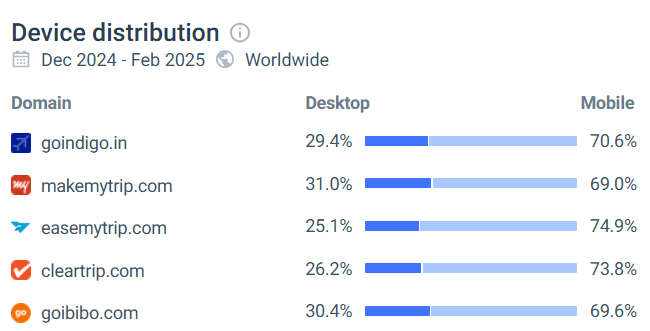 Device distribution
Dec 2024 - Feb 2025 Worldwide
Domain Desktop Mobile
goindigo.in 29.4% 70.6%
my makemytrip.com 31.0% 69.0%
easemytrip.com 25.1% 74.9%
cleartrip.com 26.2% 73.8%
go goibibo.com 30.4% 69.6%